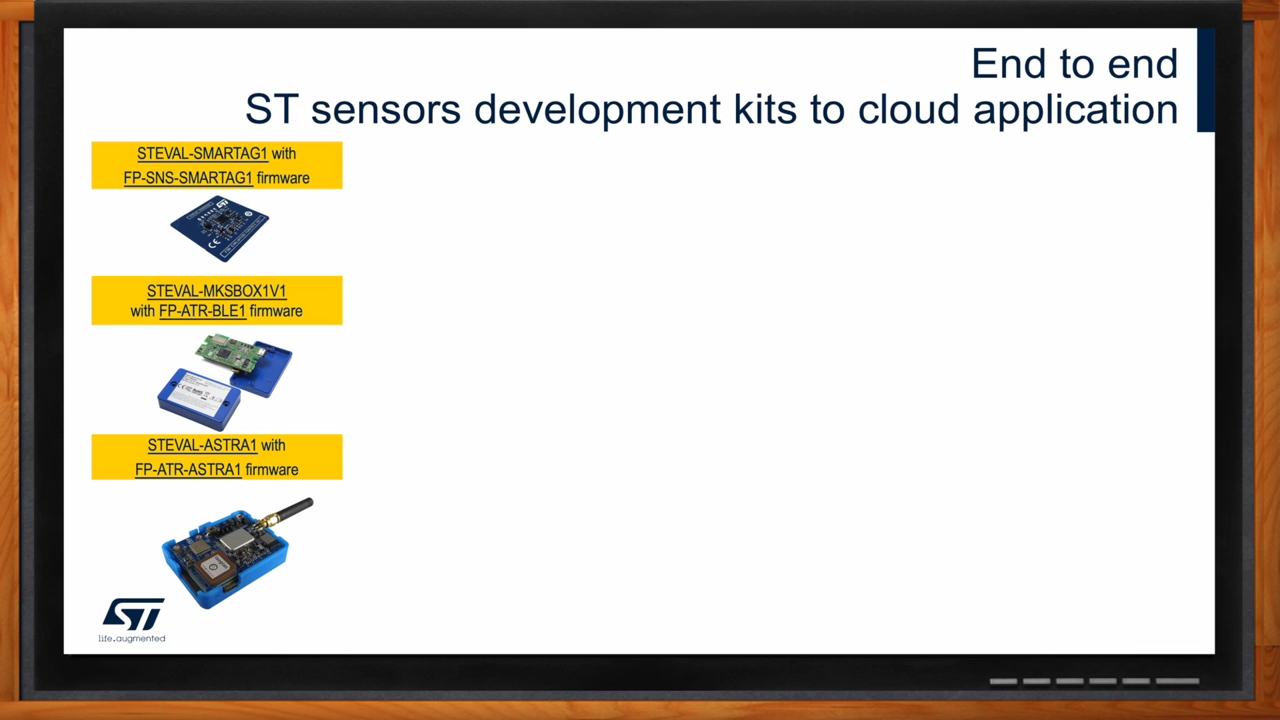 End to end
ST sensors development kits to cloud application
STEVAL-SMARTAG1 with
FP-SNS-SMARTAG1 firmware
STEVAL-MKSBOX1V1
with FP-ATR-BLE1 firmware
STEVAL-ASTRA1 with
FP-ATR-ASTRA1 firmware
ST
life.augmented